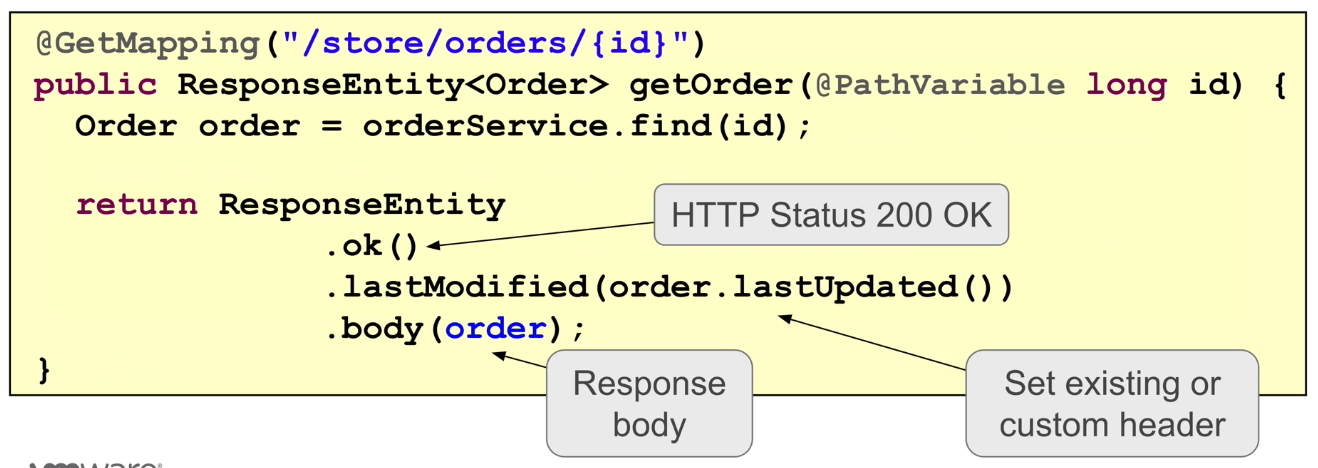 @GetMapping("/store/orders/{id}")
public ResponseEntity<Order> getOrder(@PathVariable long id) {
Order order = orderService.find(id);
return ResponseEntity
HTTP Status 200 OK
.ok()
.lastModified(order.lastUpdated())
.body(order);
}
Response
body
Set existing or
custom header